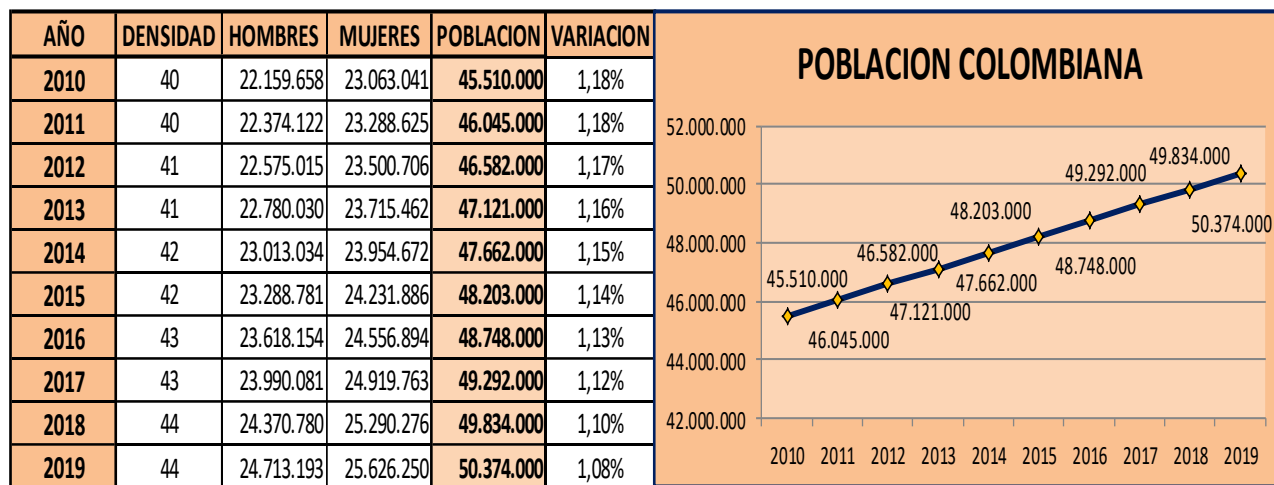 AÑO DENSIDAD HOMBRES MUJERES POBLACION VARIACION
2010 40 22.159.658 23.063.041 45.510.000 1,18%
2011 40 22.374.122 23.288.625 46.045.000 1,18%
2012 41 22.575.015 23.500.706 46.582.000 1,17%
2013 41 22.780.030 23.715.462 47.121.000 1,16%
2014 42 23.013.034 23.954.672 47.662.000 1,15%
2015 42 23.288.781 24.231.886 48.203.000 1,14%
2016 43 23.618.154 24.556.894 48.748.000 1,13%
2017 43 23.990.081 24.919.763 49.292.000 1,12%
2018 44 24.370.780 25.290.276 49.834.000 1,10%
2019 44 24.713.193 25.626.250 50.374.000 1,08%
POBLACION COLOMBIANA
52.000.000
50.000.000
48.000.000
46.000.000
44.000.000
42.000.000
45.510.000
46.045.000
46.582.000
47.121.000
47.662.000
48.203.000
48.748.000
49.292.000
49.834.000
50.374.000
2010 2011 2012 2013 2014 2015 2016 2017 2018 2019